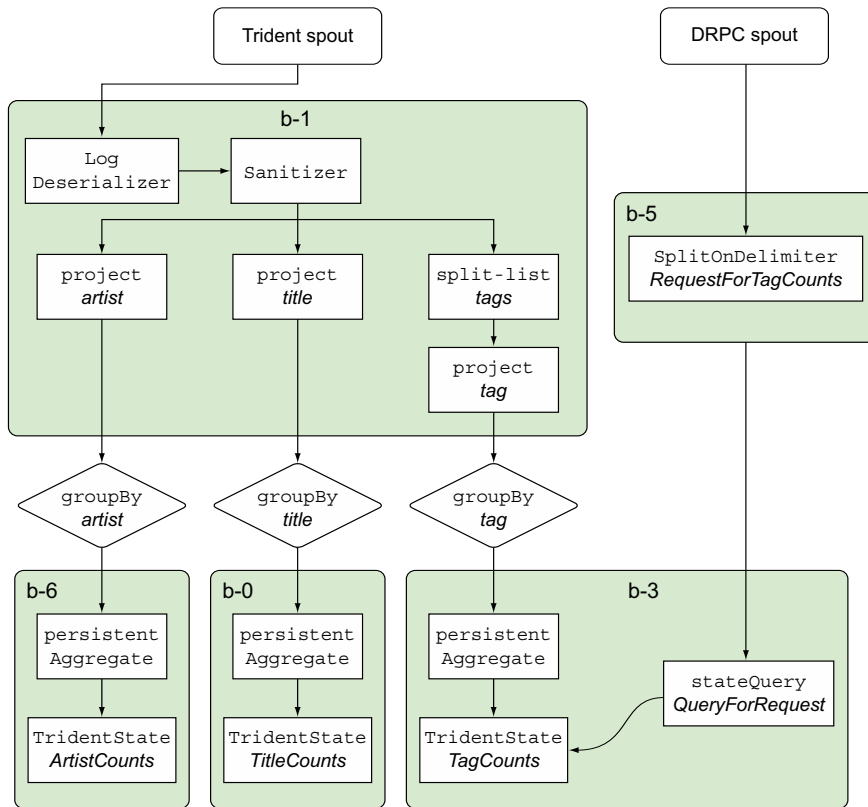 Trident spout
DRPC spout
b-1
Log
Deserializer
Sanitizer
b-5
SplitOnDelimiter
RequestForTagCounts
project
artist
project
title
split-list
tags
project
tag
groupBy
artist
groupBy
title
groupBy
tag
b-6
b-0
b-3
persistent
Aggregate
persistent
Aggregate
persistent
Aggregate
stateQuery
QueryForRequest
TridentState
ArtistCounts
TridentState
TitleCounts
TridentState
TagCounts